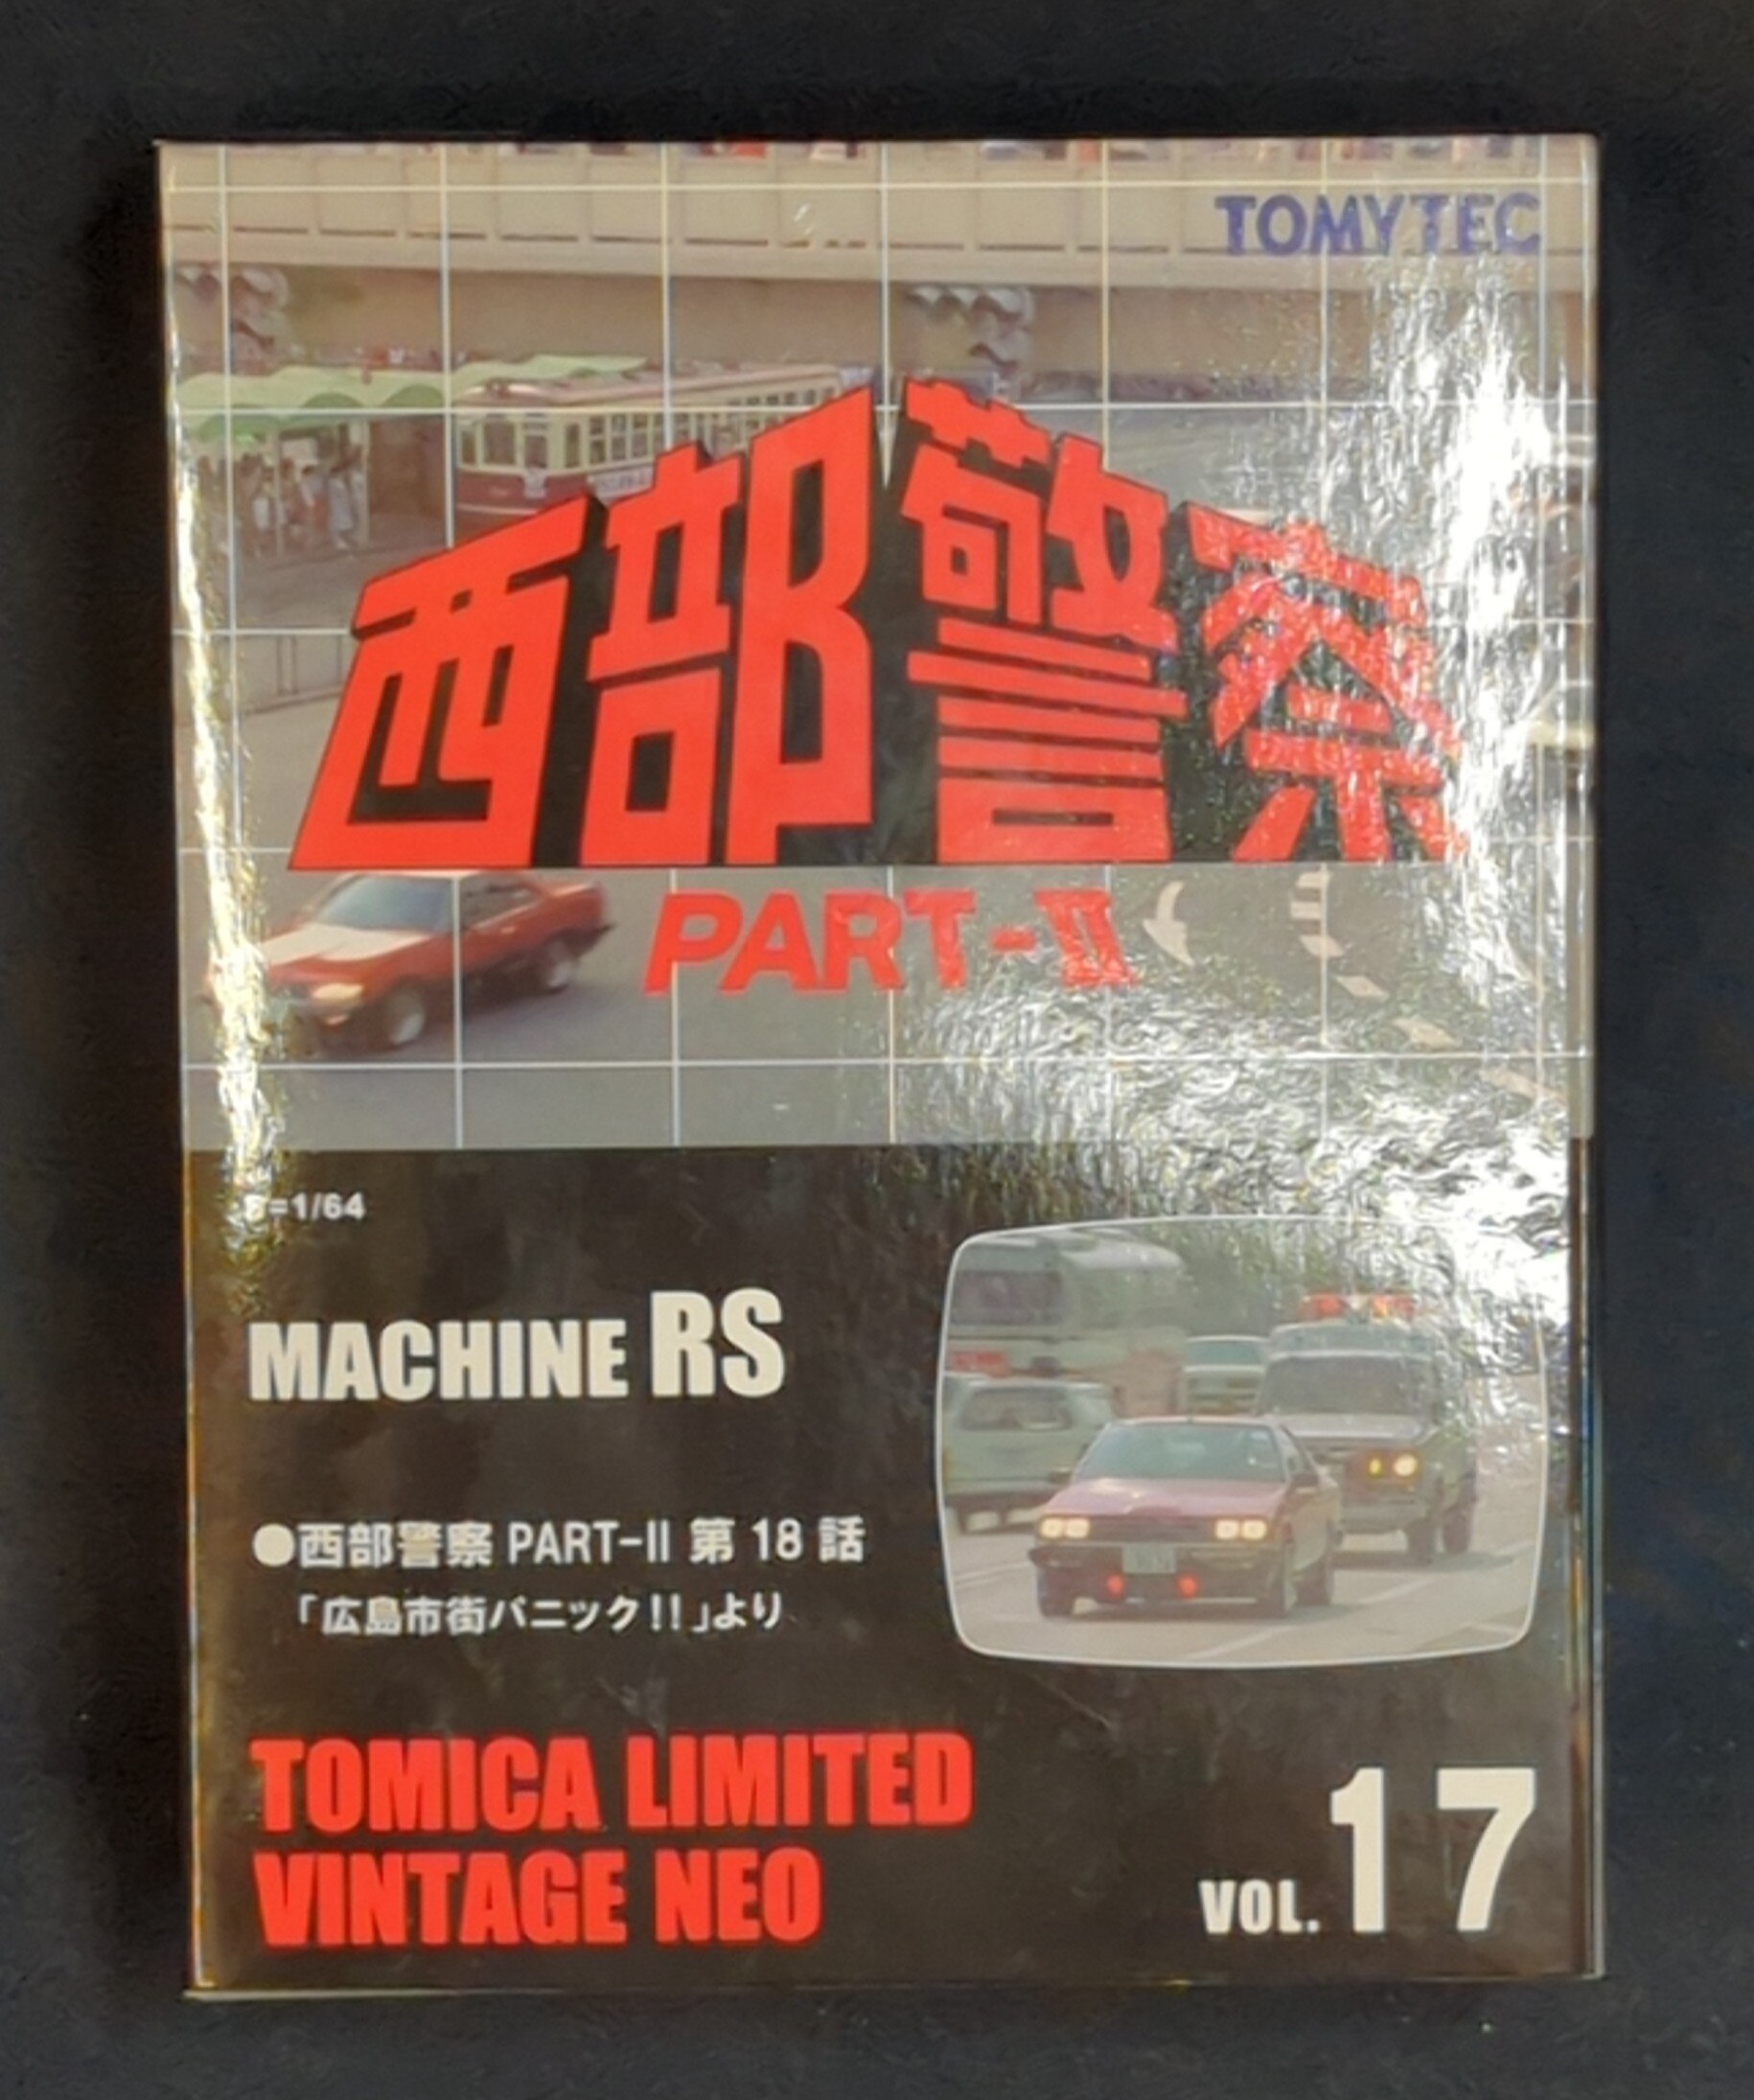 TOMYTEC
西部警察
PART-II
S=1/64
MACHINE RS
●西部警察 PART-II 第 18 話
「広島市街パニック!!」より
TOMICA LIMITED
VINTAGE NEO
VOL.17